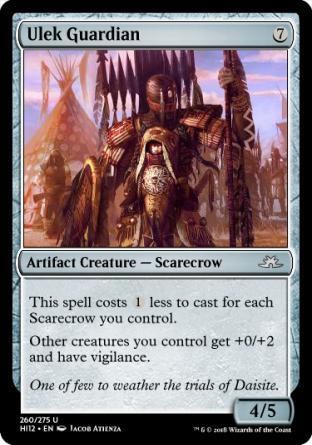 Ulek Guardian 7
Artifact Creature — Scarecrow
This spell costs 1 less to cast for each
Scarecrow you control.
Other creatures you control get +0/+2
and have vigilance.
One of few to weather the trials of Daisite.
4/5
260/275 U
HI12 • EN Jacob Atienza
™ & © 2018 Wizards of the Coast